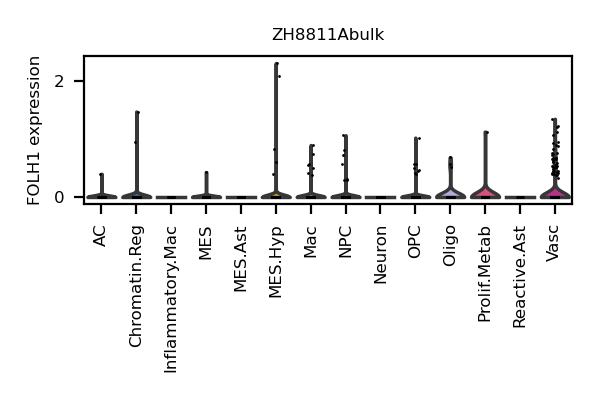 ZH8811Abulk
FOLH1 expression
2
0
AC
Chromatin.Reg
Inflammatory.Mac
MES
MES.Ast
MES.Hyp
Mac
NPC
Neuron
OPC
Oligo
Prolif.Metab
Reactive.Ast
Vasc